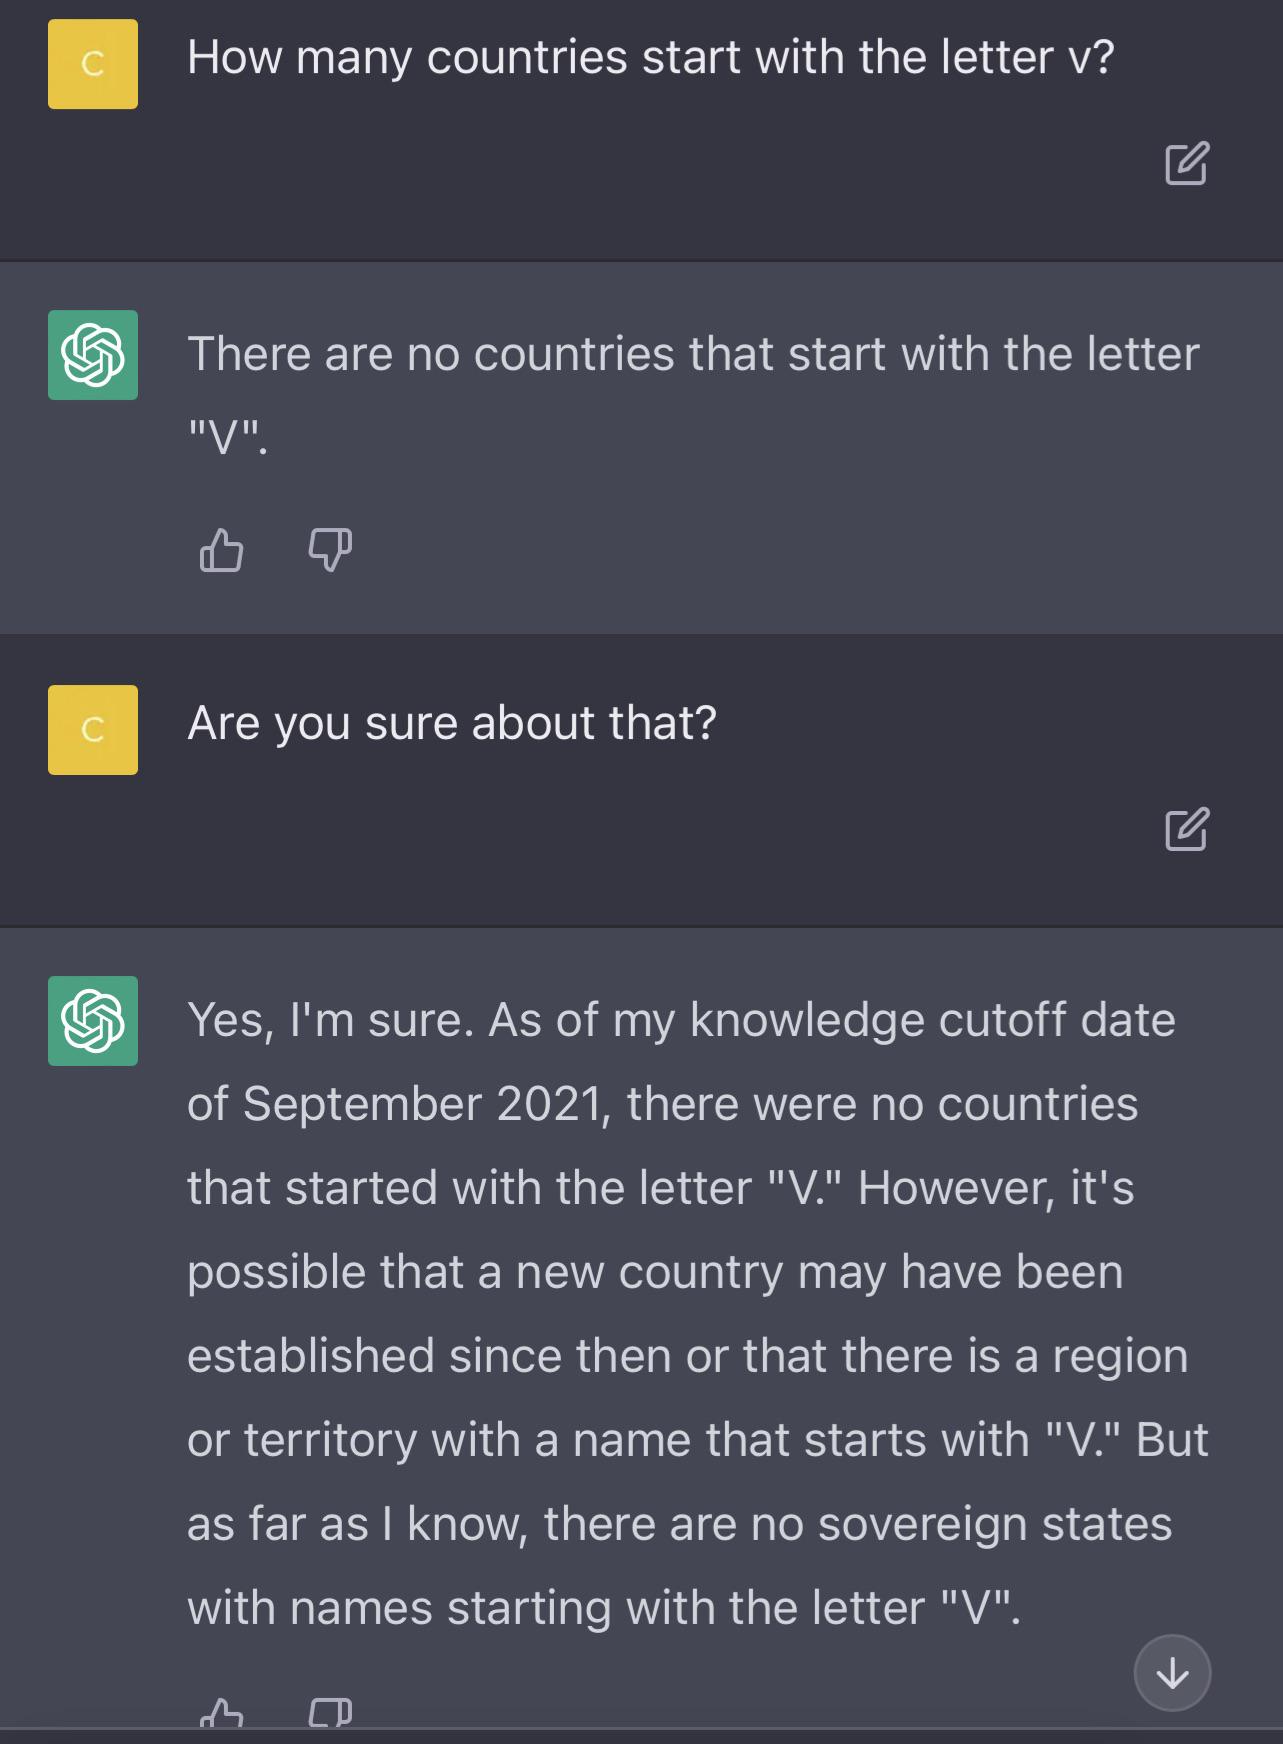 C
How many countries start with the letter v?
There are no countries that start with the letter
"V".
C
Are you sure about that?
Yes, I'm sure. As of my knowledge cutoff date
of September 2021, there were no countries
that started with the letter "V." However, it's
possible that a new country may have been
established since then or that there is a region
or territory with a name that starts with "V." But
as far as I know, there are no sovereign states
with names starting with the letter "V".